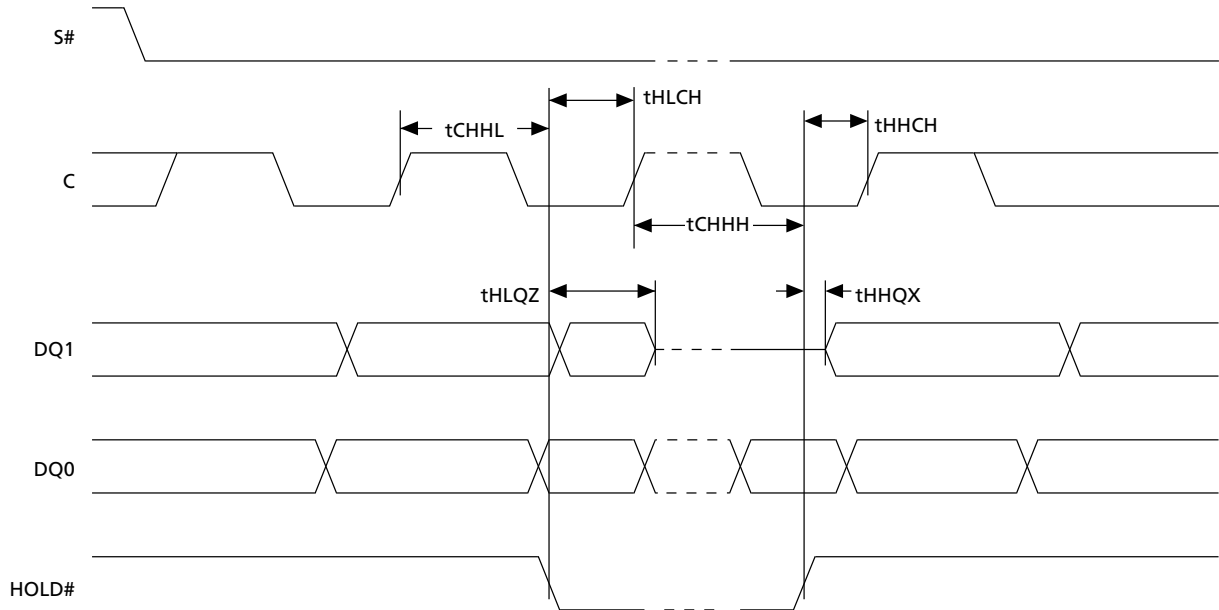 S#
tHLCH
tCHHL
tHHCH
C
tCHHH
tHLQZ
tHHQX
DQ1
DQ0
HOLD#